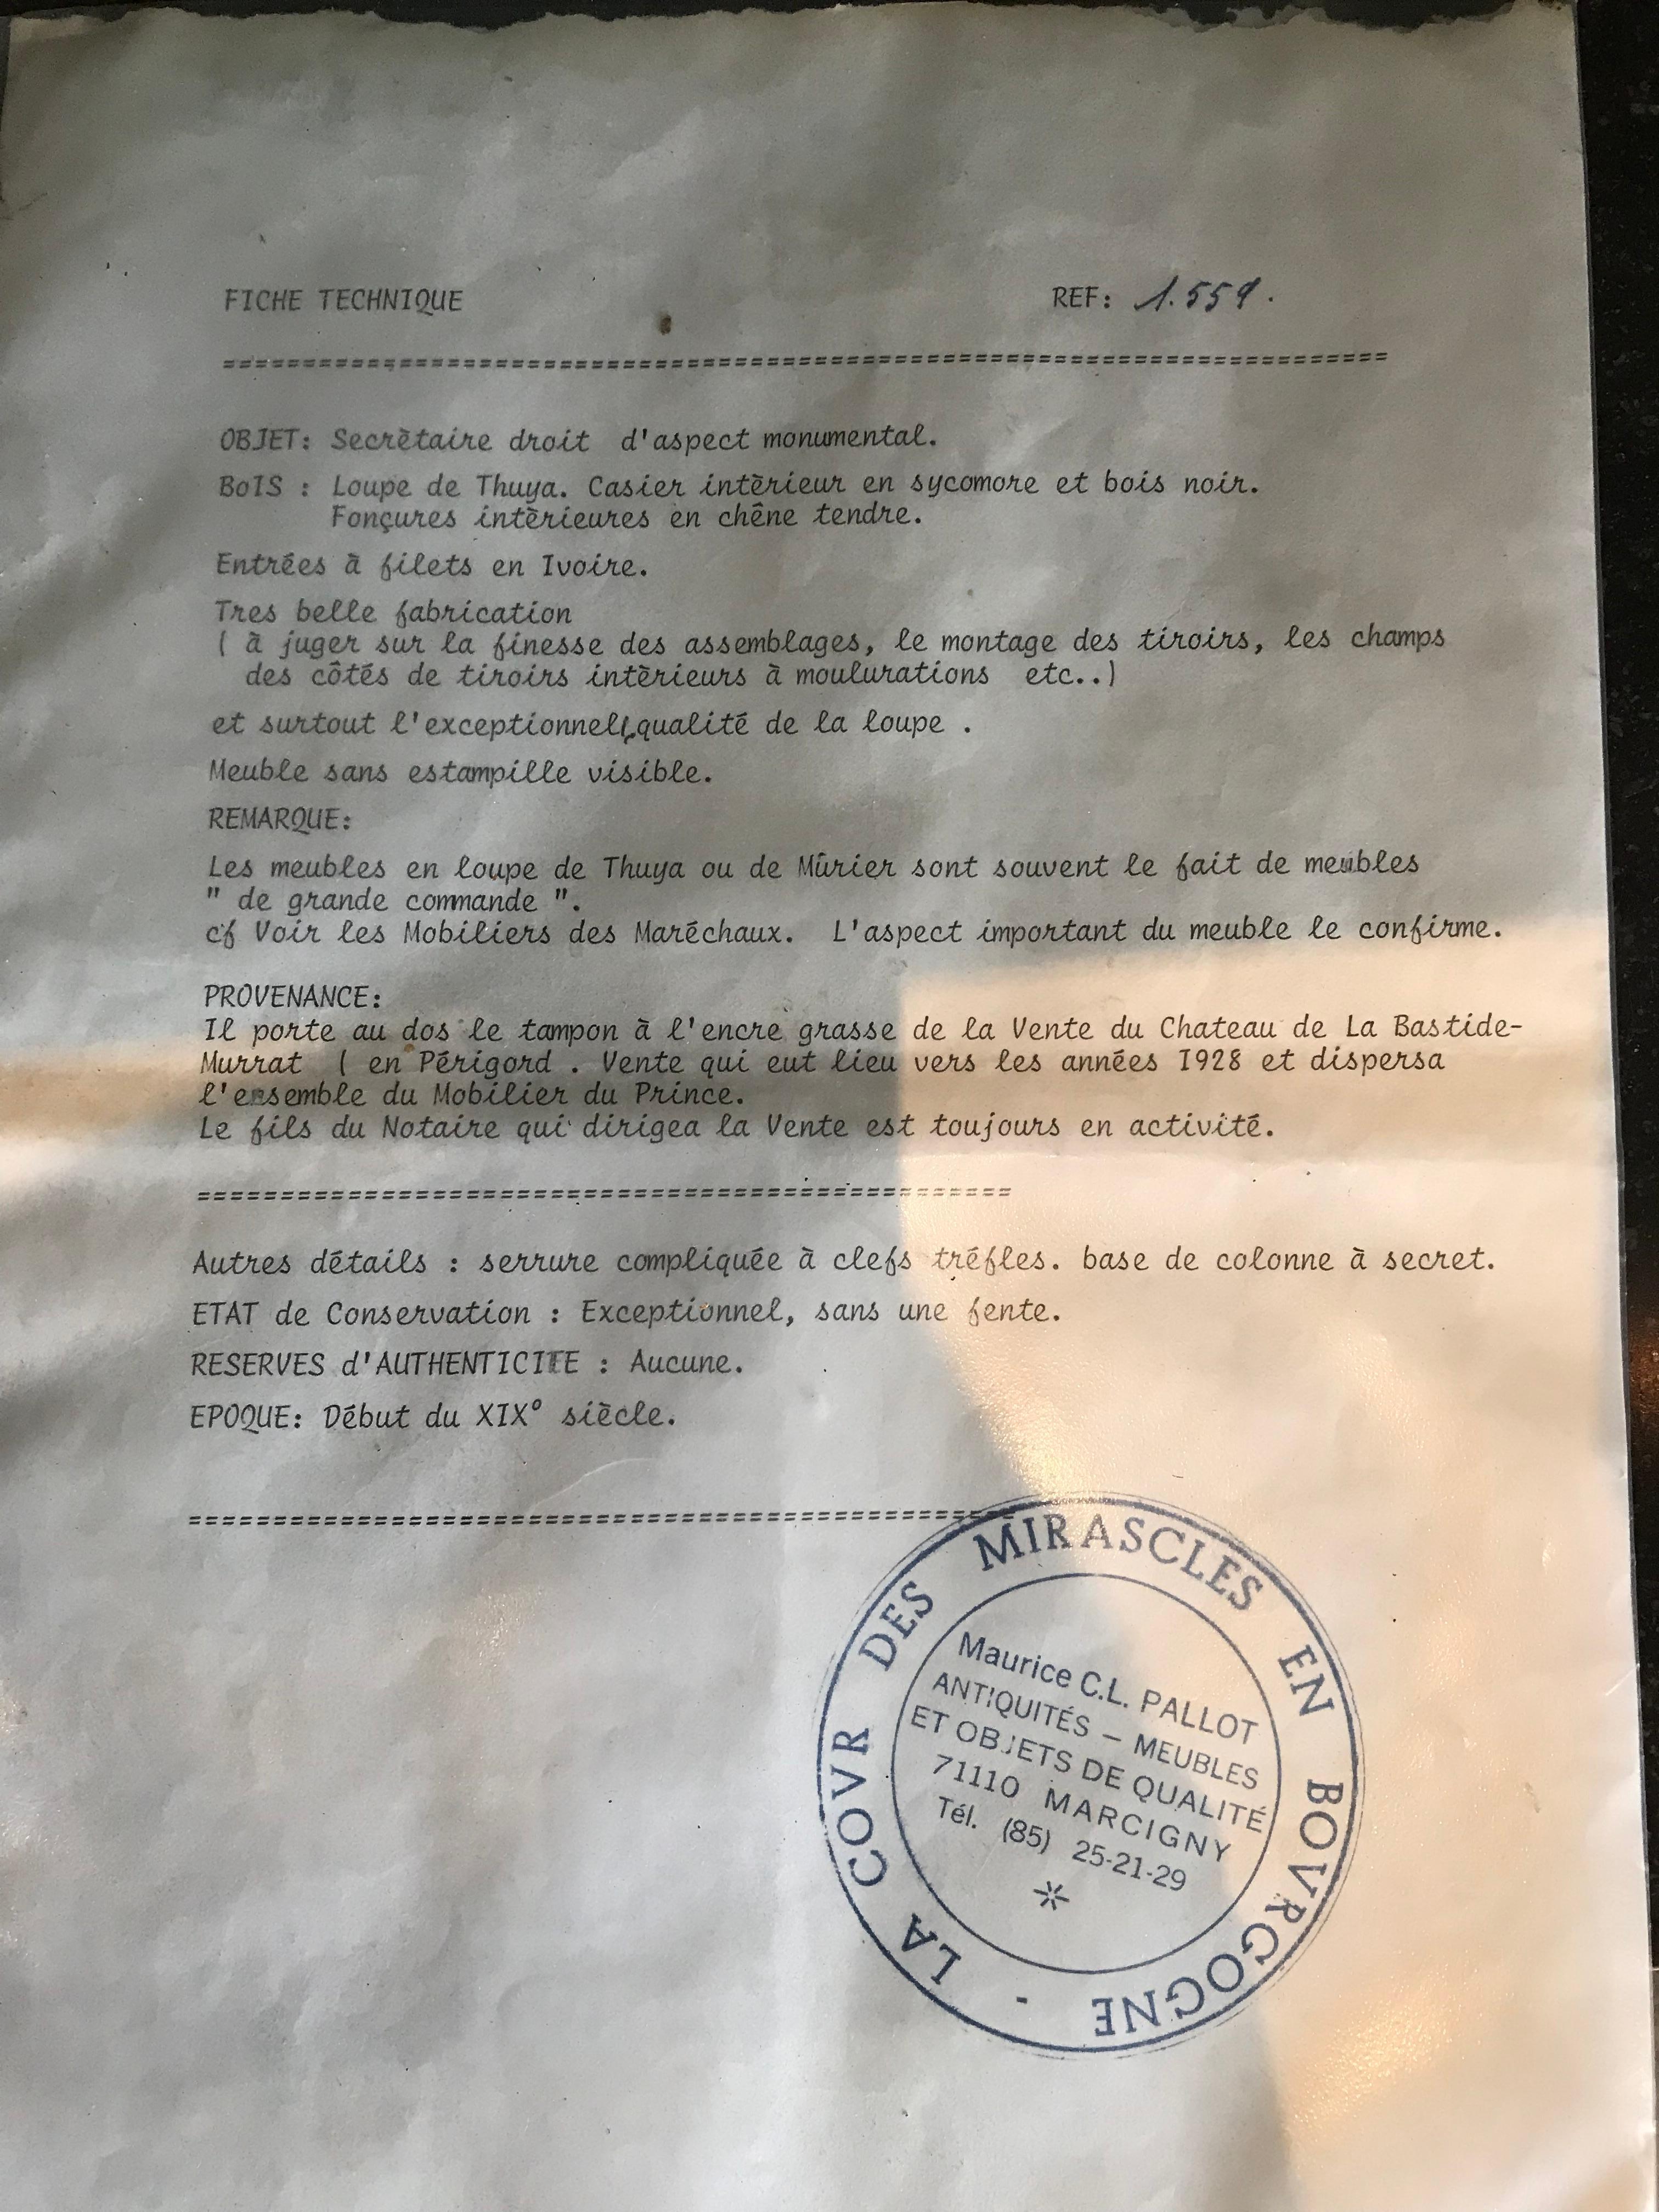 FICHE TECHNIQUE REF: 1.559.
========================================================================
OBJET: Secrètaire droit d'aspect monumental.
BoIS : Loupe de Thuya. Casier intèrieur en sycomore et bois noir.
Fonçures intèrieures en chêne tendre.
Entrées à filets en Ivoire.
Tres belle fabrication
( à juger sur la finesse des assemblages, le montage des tiroirs, les champs
des côtés de tiroirs intèrieurs à moulurations etc..)
et surtout l'exceptionnelle qualité de la loupe .
Meuble sans estampille visible.
REMARQUE:
Les meubles en loupe de Thuya ou de Mûrier sont souvent le fait de meubles
" de grande commande ".
cf Voir les Mobiliers des Maréchaux. L'aspect important du meuble le confirme.
PROVENANCE:
Il porte au dos le tampon à l'encre grasse de la Vente du Chateau de La Bastide-
Murrat ( en Périgord . Vente qui eut lieu vers les années I928 et dispersa
l'ensemble du Mobilier du Prince.
Le fils du Notaire qui dirigea la Vente est toujours en activité.
==================================================
Autres détails : serrure compliquée à clefs tréfles. base de colonne à secret.
ETAT de Conservation : Exceptionnel, sans une fente.
RESERVES d'AUTHENTICITE : Aucune.
EPOQUE: Début du XIX° siècle.
==================================================
LA COVR DES MIRASCLES EN BOVRGOGNE -
Maurice C.L. PALLOT
ANTIQUITÉS – MEUBLES
ET OBJETS DE QUALITÉ
71110 MARCIGNY
Tél. (85) 25-21-29
*